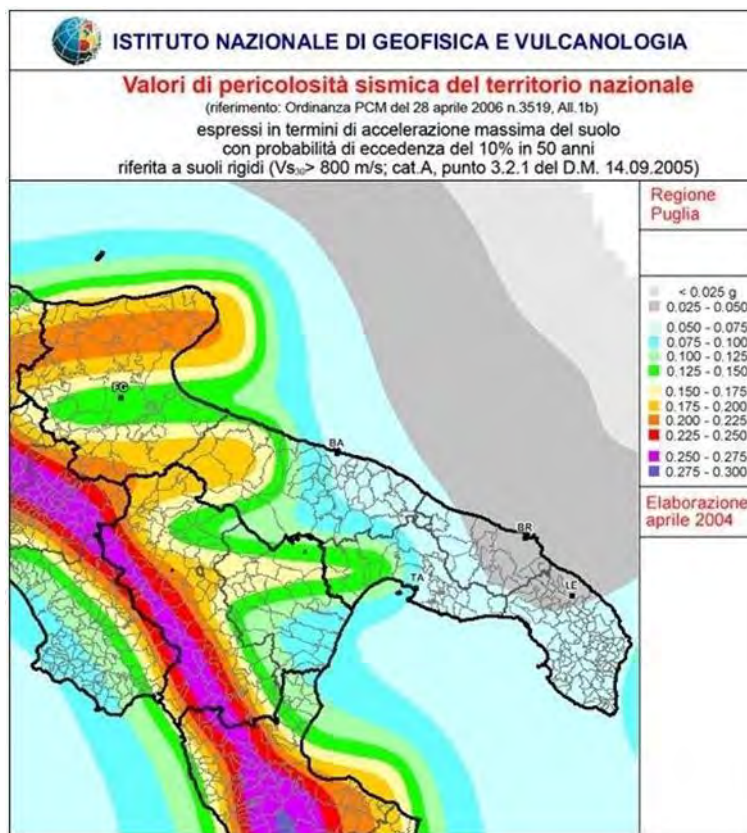 ISTITUTO NAZIONALE DI GEOFISICA E VULCANOLOGIA
Valori di pericolosità sismica del territorio nazionale
(riferimento: Ordinanza PCM del 28 aprile 2006 n.3519, All.1b)
espressi in termini di accelerazione massima del suolo
con probabilità di eccedenza del 10% in 50 anni
riferita a suoli rigidi (Vs₃₀> 800 m/s; cat.A, punto 3.2.1 del D.M. 14.09.2005)
Regione
Puglia
< 0.025 g
0.025 - 0.050
0.050 - 0.075
0.075 - 0.100
0.100 - 0.125
0.125 - 0.150
0.150 - 0.175
0.175 - 0.200
0.200 - 0.225
0.225 - 0.250
0.250 - 0.275
0.275 - 0.300
Elaborazione
aprile 2004
FG
BA
BR
TA
LE